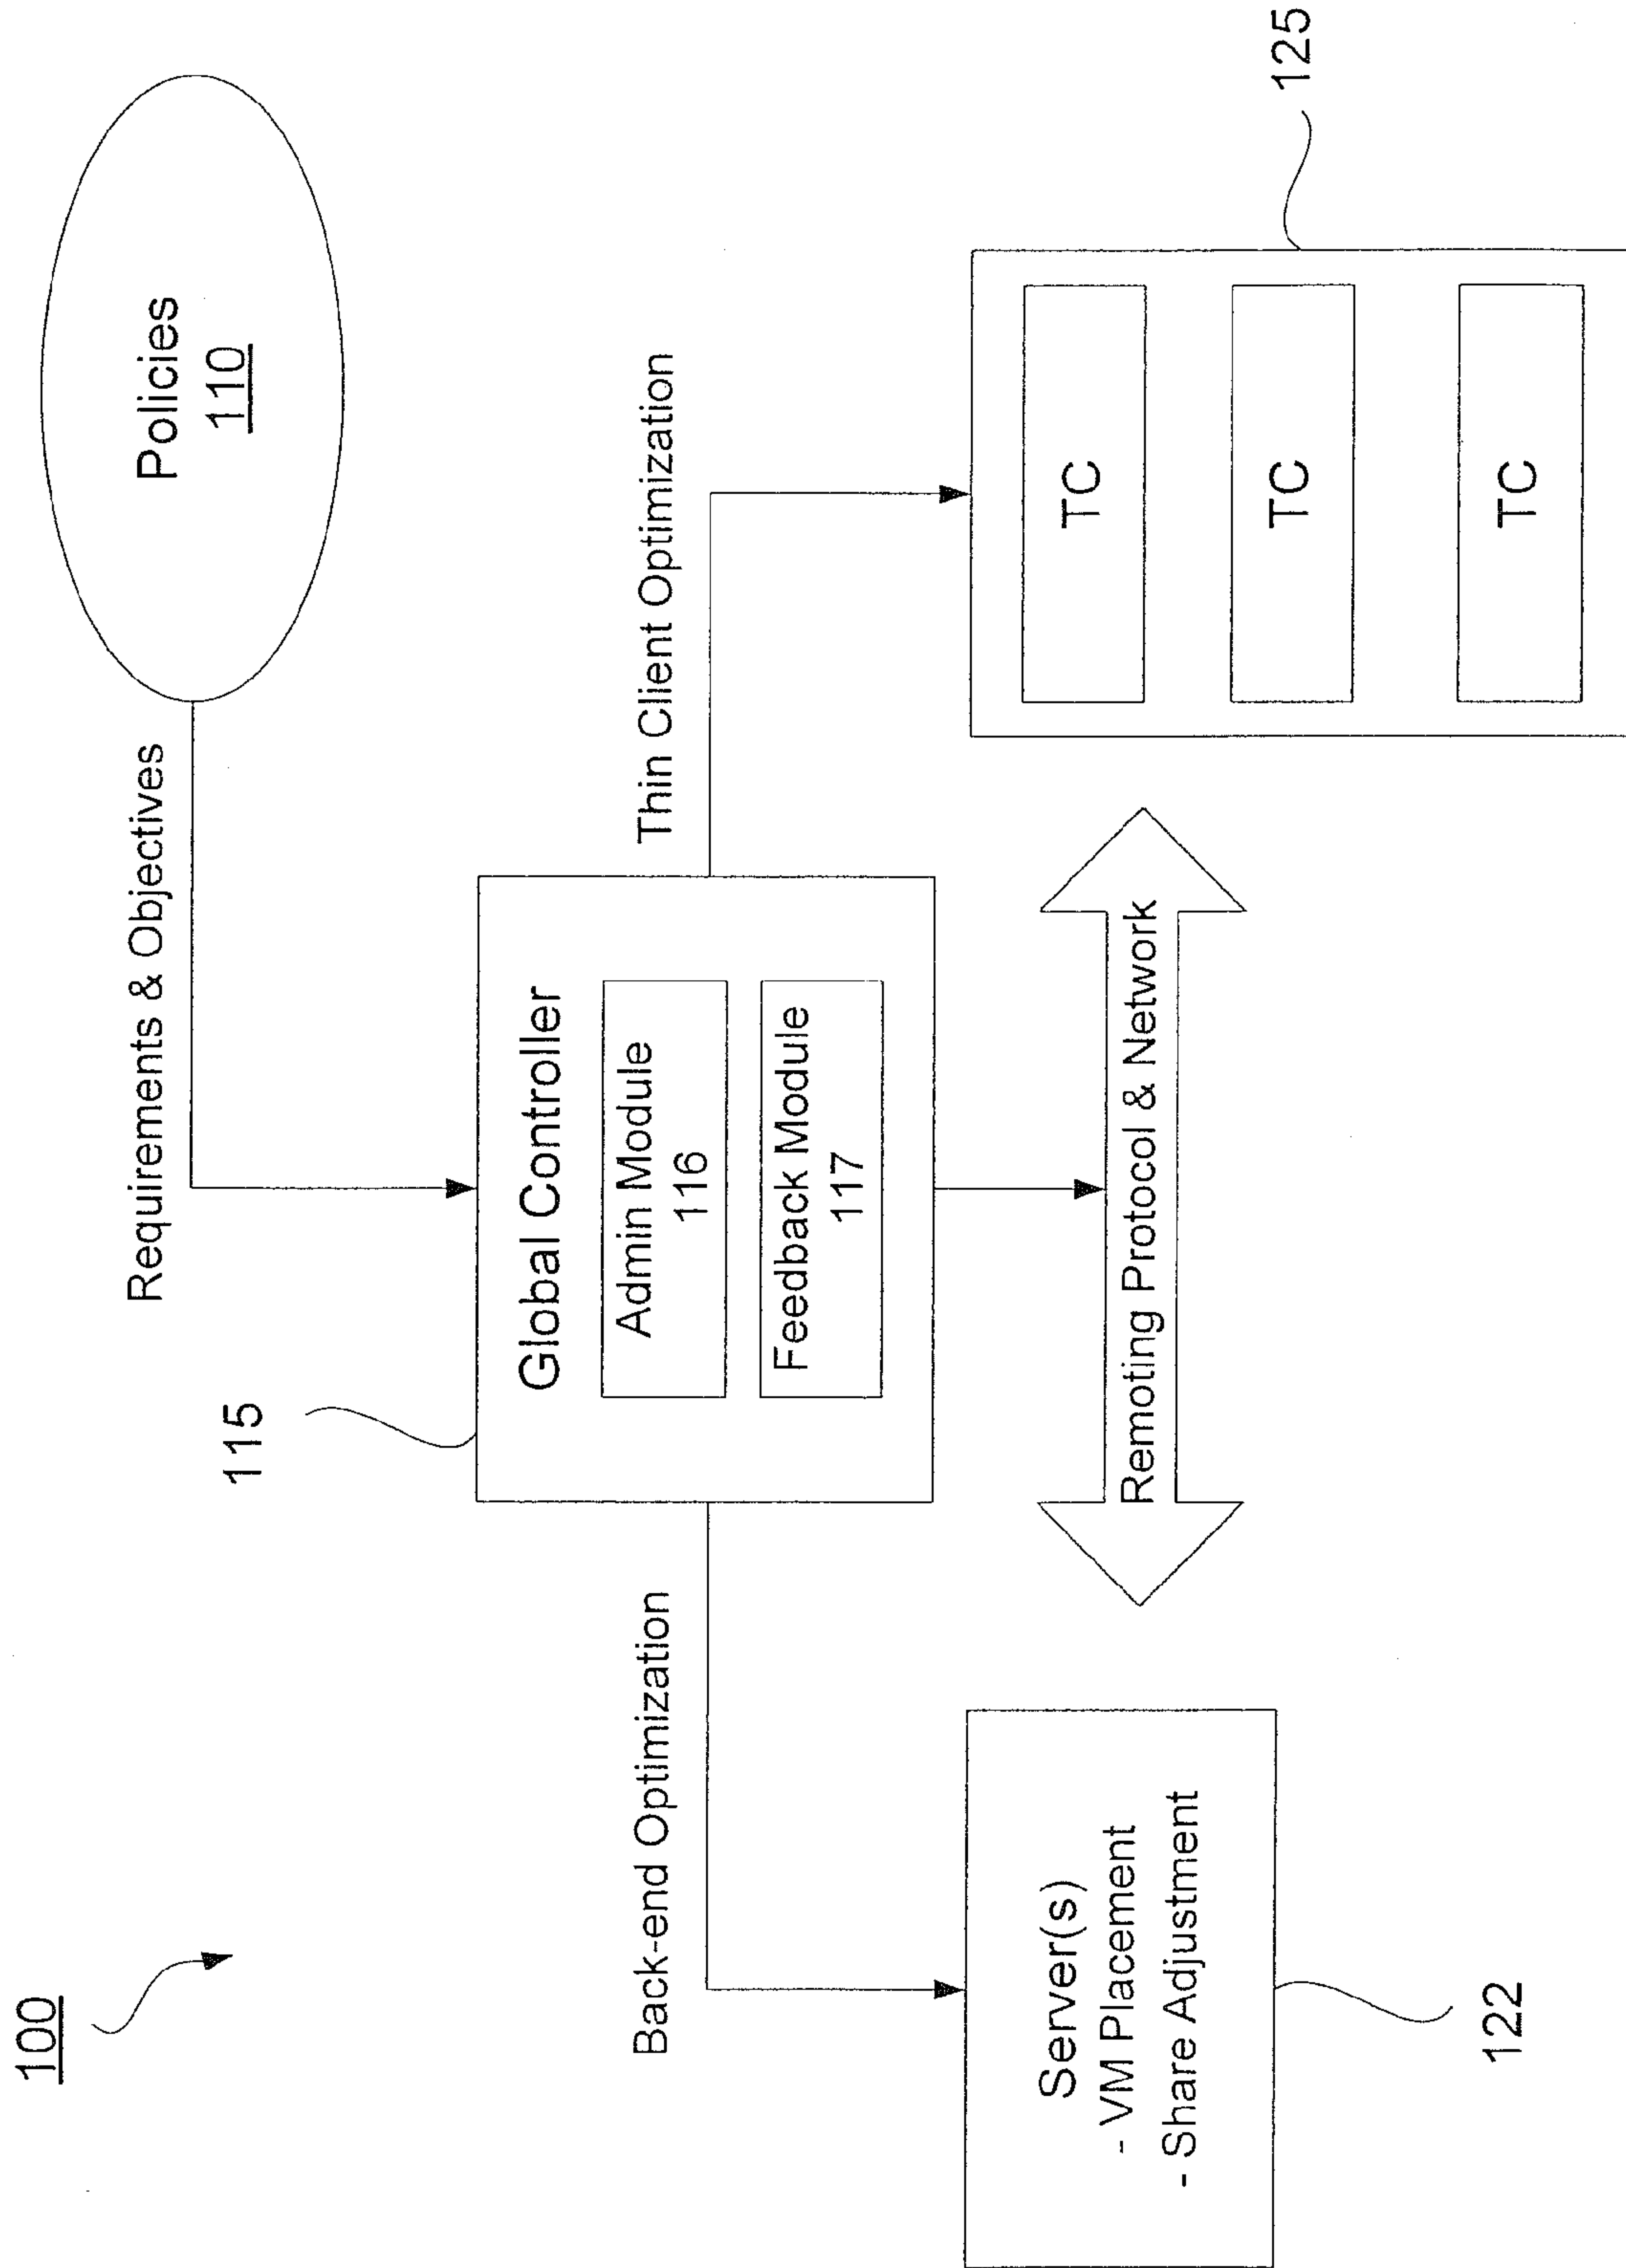 100
Policies
110
Requirements & Objectives
115
Global Controller
Admin Module
116
Feedback Module
117
Back-end Optimization
Thin Client Optimization
Server(s)
- VM Placement
- Share Adjustment
122
Remoting Protocol & Network
TC
TC
TC
125